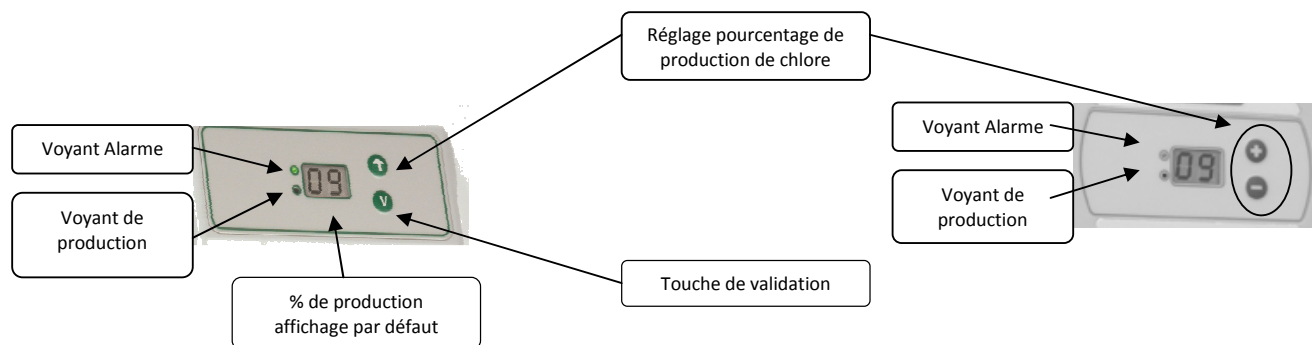 Réglage pourcentage de
production de chlore
Voyant Alarme
Voyant de
production
09
V
% de production
affichage par défaut
Touche de validation
Voyant Alarme
Voyant de
production
09